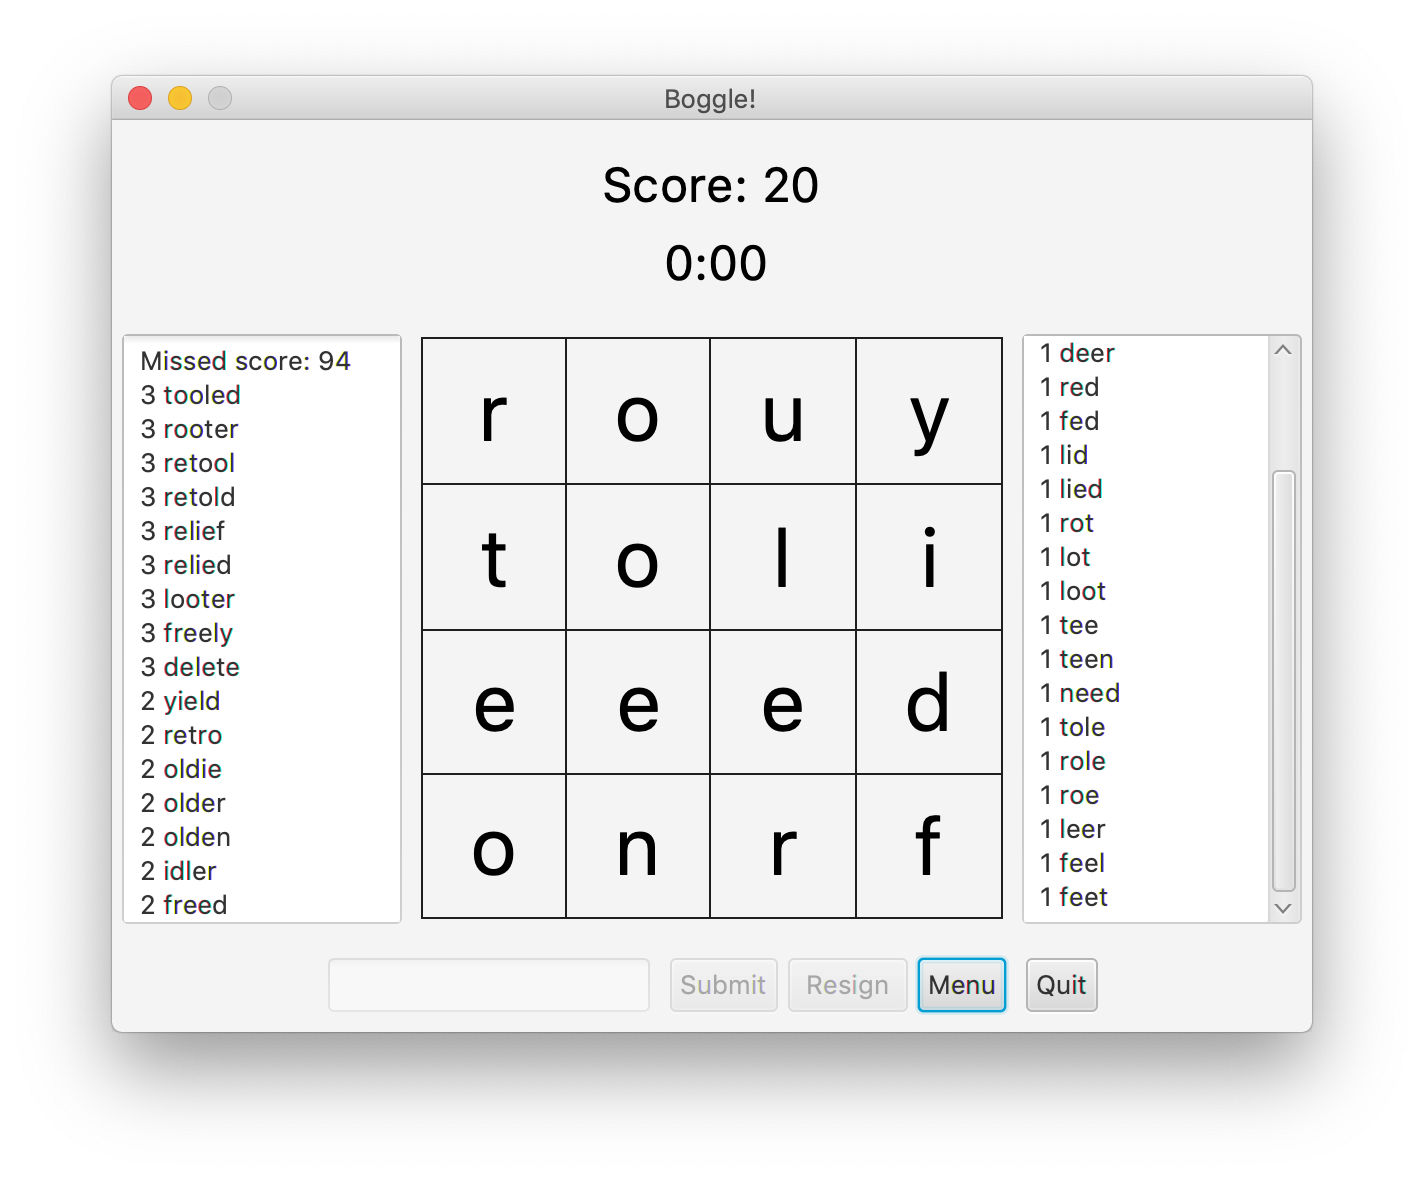 Boggle!
Score: 20
0:00
Missed score: 94
3 tooled
3 rooter
3 retool
3 retold
3 relief
3 relied
3 looter
3 freely
3 delete
2 yield
2 retro
2 oldie
2 older
2 olden
2 idler
2 freed
r o u y
t o l i
e e e d
o n r f
1 deer
1 red
1 fed
1 lid
1 lied
1 rot
1 lot
1 loot
1 tee
1 teen
1 need
1 tole
1 role
1 roe
1 leer
1 feel
1 feet
Submit Resign Menu Quit